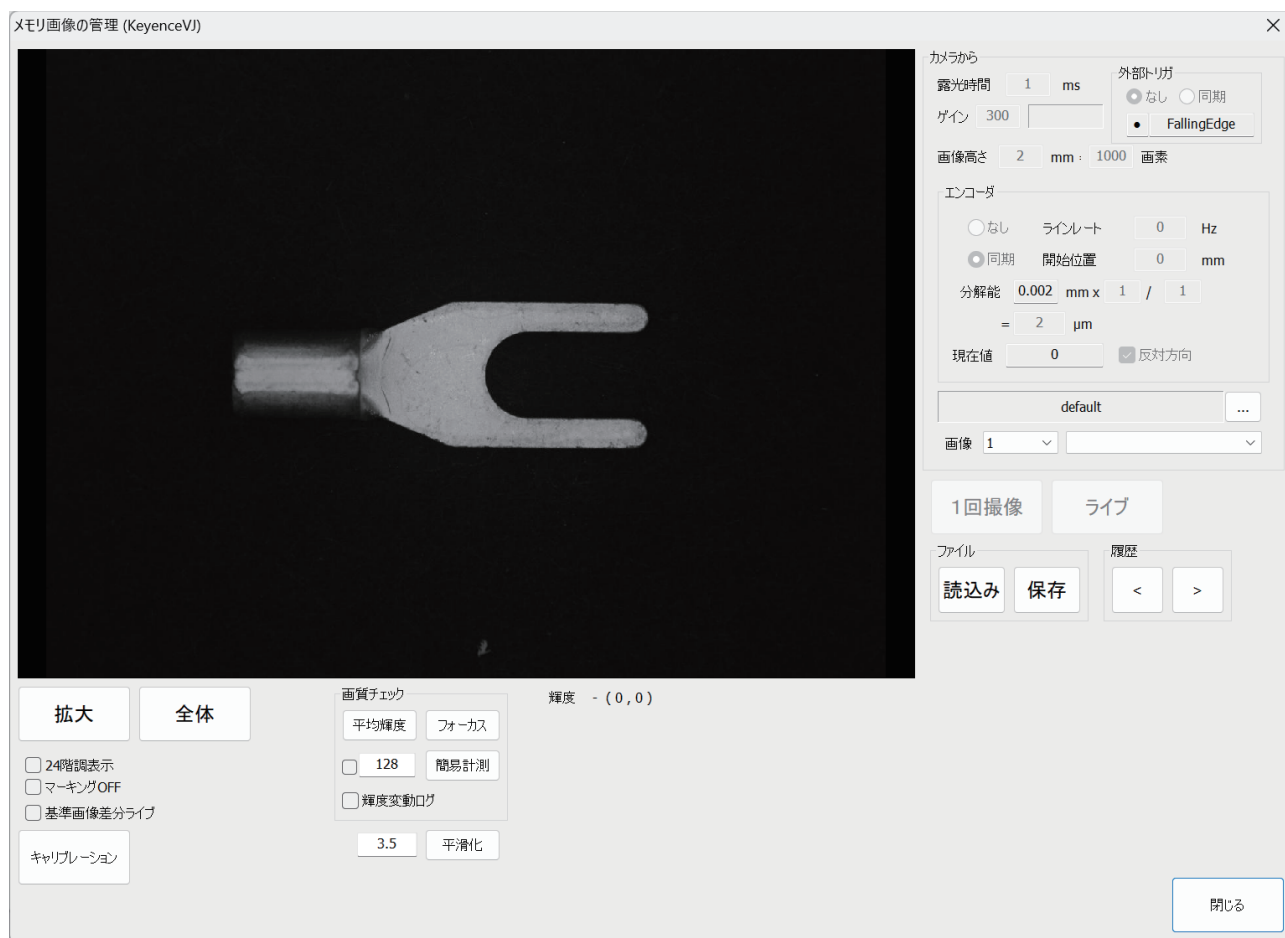 メモリ画像の管理 (KeyenceVJ)
カメラから
露光時間 1 ms
ゲイン 300
外部トリガ
なし 同期
FallingEdge
画像高さ 2 mm : 1000 画素
エンコーダ
なし ラインレート 0 Hz
同期 開始位置 0 mm
分解能 0.002 mm x 1 / 1
= 2 μm
現在値 0 反対方向
default ...
画像 1
1回撮像 ライブ
ファイル
読込み 保存
履歴
< >
拡大 全体
24階調表示
マーキングOFF
基準画像差分ライブ
キャリブレーション
画質チェック
平均輝度 フォーカス
128 簡易計測
輝度変動ログ
3.5 平滑化
輝度 - ( 0 , 0 )
閉じる